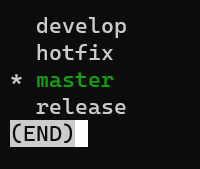 develop
hotfix
* master
release
(END)